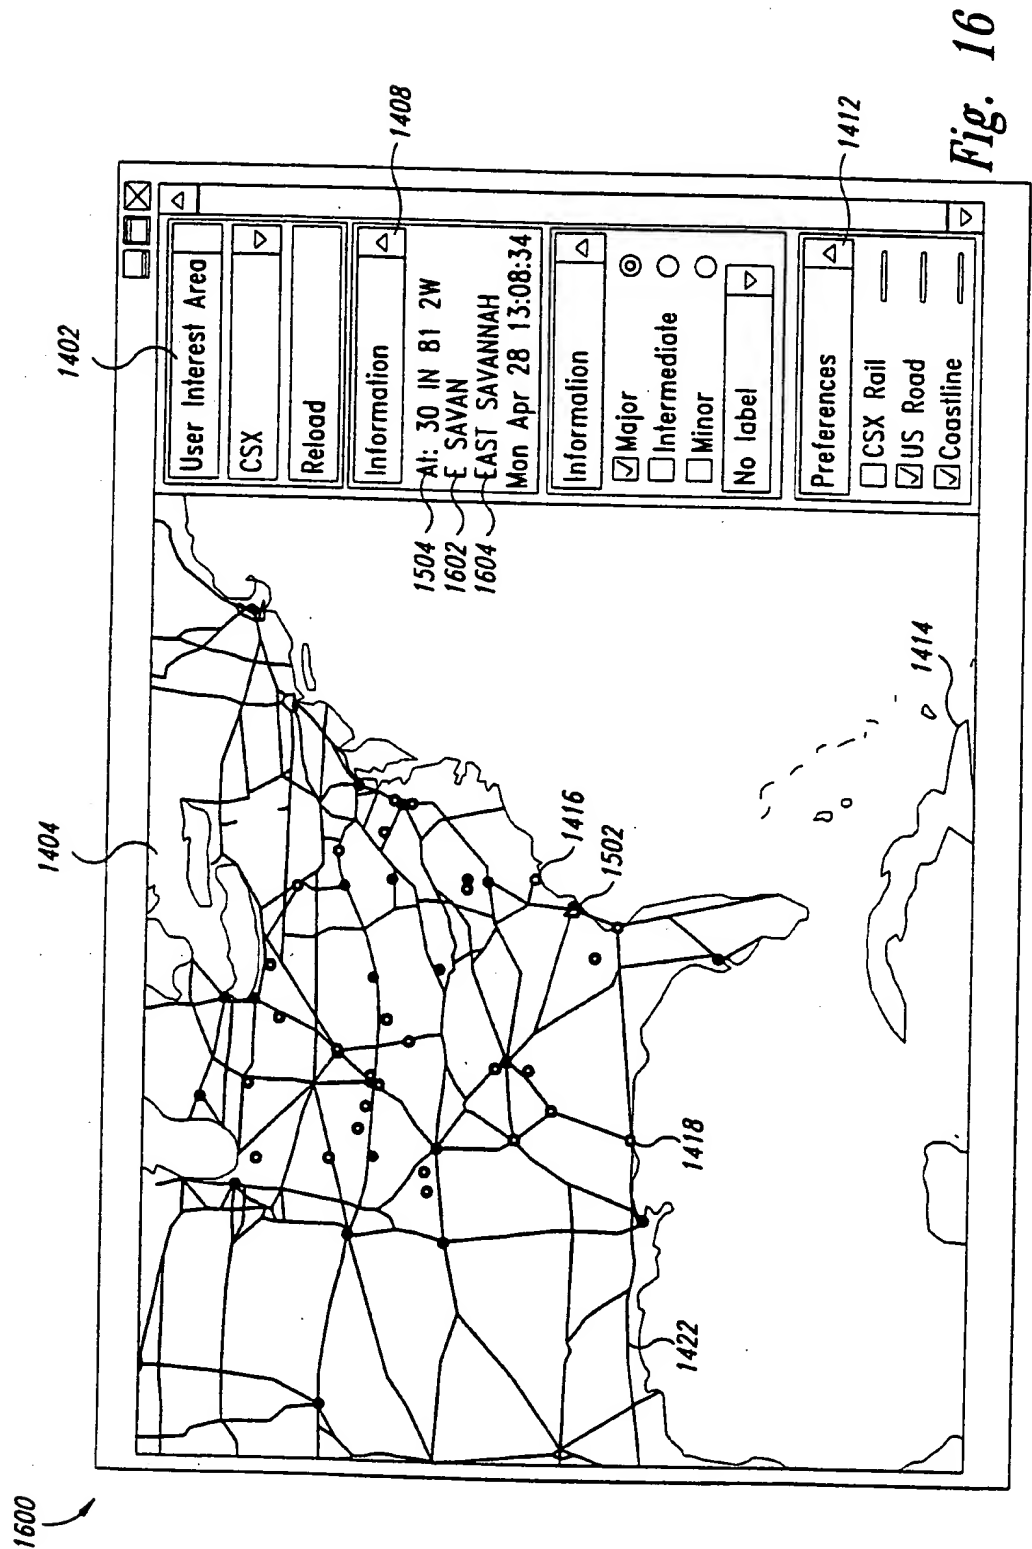 1600
1404
1402
User Interest Area
CSX
Reload
Information
1408
1504
At: 30 IN 81 2W
1602
E SAVAN
1604
EAST SAVANNAH
Mon Apr 28 13:08:34
Information
Major
Intermediate
Minor
No label
Preferences
1412
CSX Rail
US Road
Coastline
1416
1502
1418
1422
1414
Fig. 16